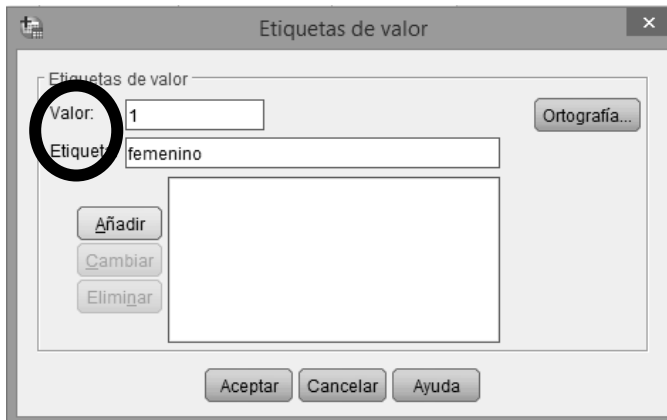 Etiquetas de valor
×
Etiquetas de valor
Valor: 1
Ortografía...
Etiquet femenino
Añadir
Cambiar
Eliminar
Aceptar Cancelar Ayuda